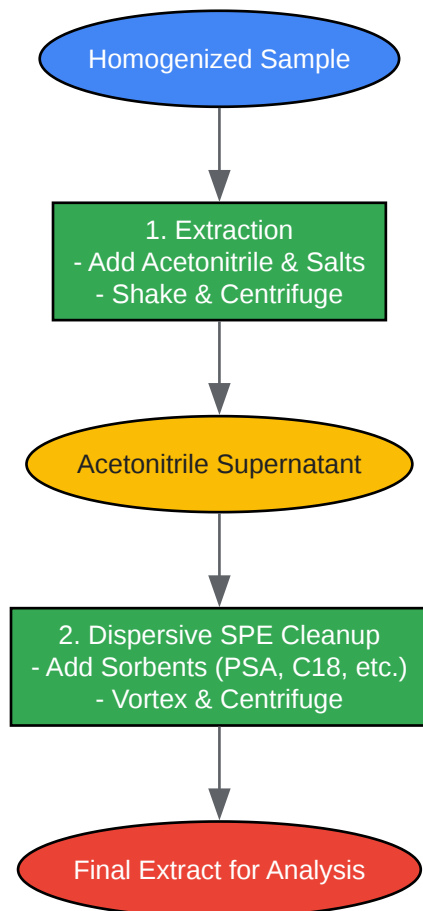 Homogenized Sample
1. Extraction
- Add Acetonitrile & Salts
- Shake & Centrifuge
Acetonitrile Supernatant
2. Dispersive SPE Cleanup
- Add Sorbents (PSA, C18, etc.)
- Vortex & Centrifuge
Final Extract for Analysis